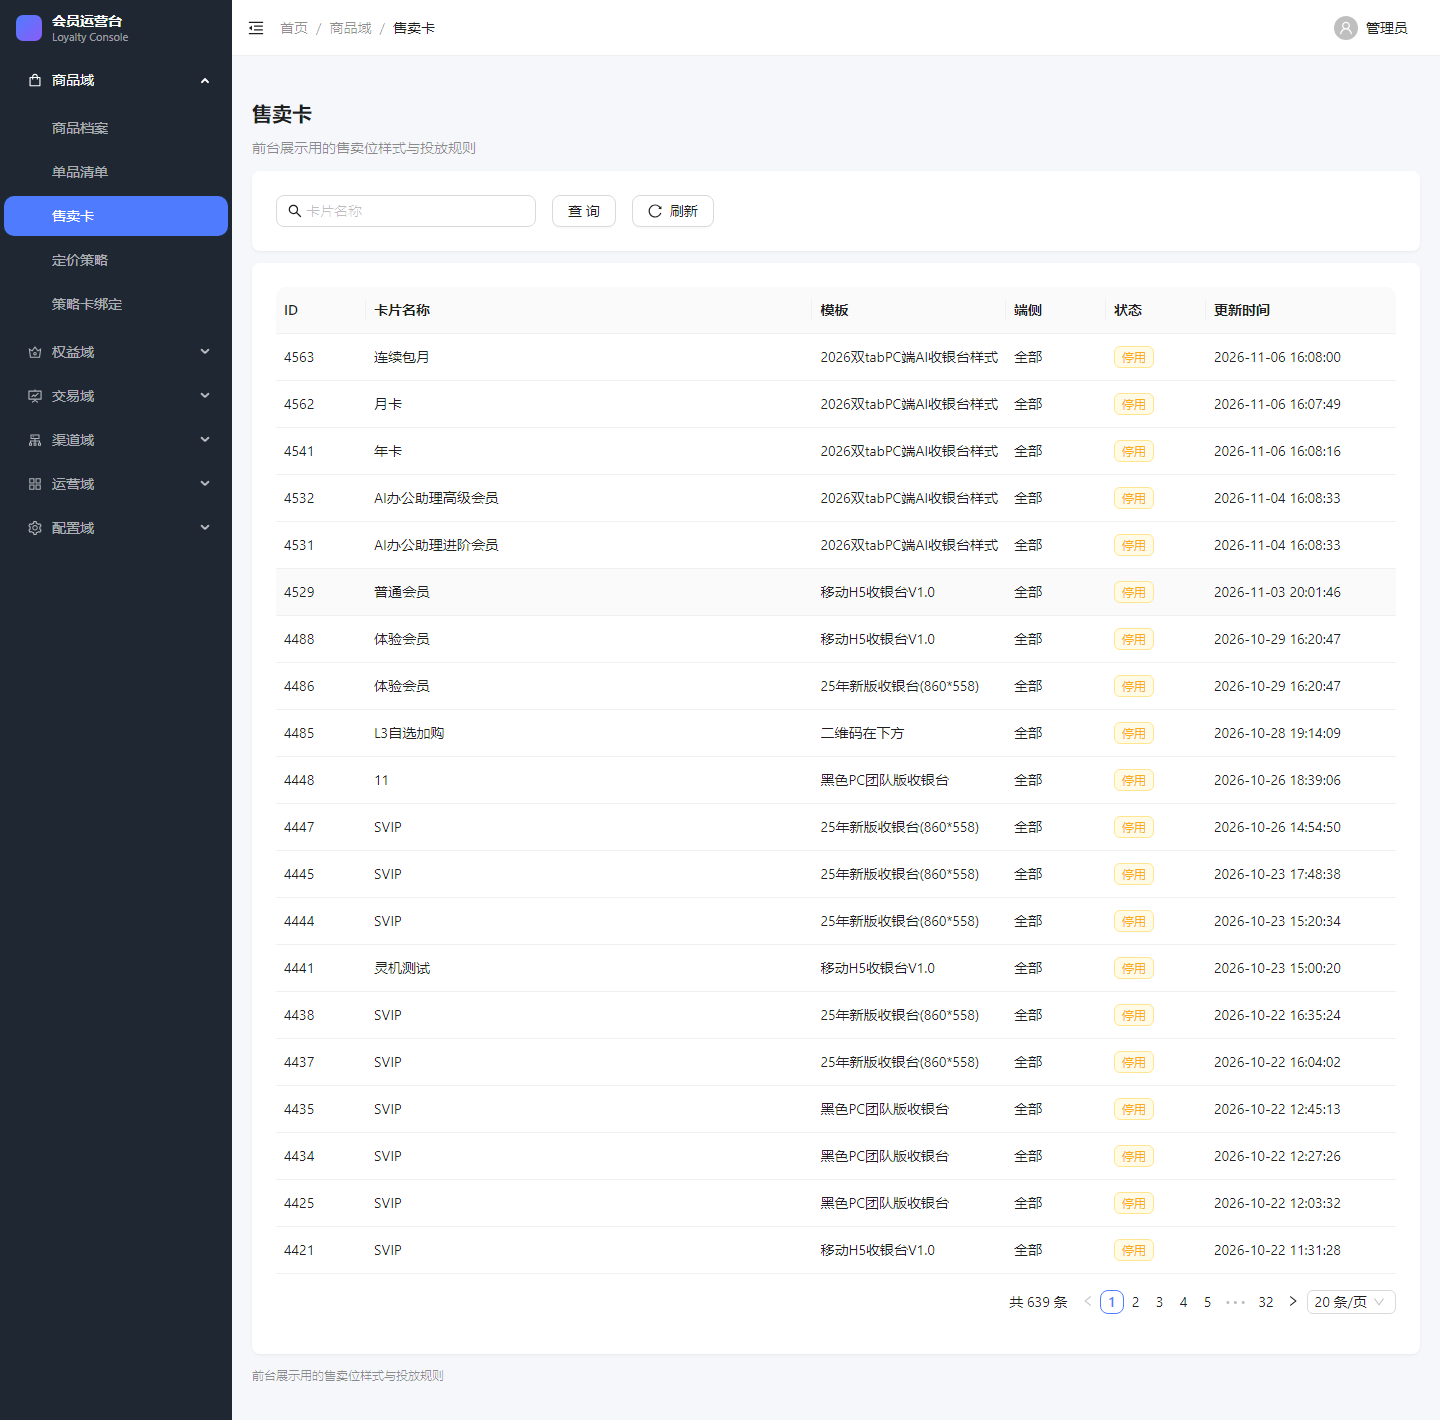 会员运营台
Loyalty Console
商品域
商品档案
单品清单
售卖卡
定价策略
策略卡绑定
权益域
交易域
渠道域
运营域
配置域
首页 / 商品域 / 售卖卡
管理员
售卖卡
前台展示用的售卖位样式与投放规则
卡片名称
查 询
刷新
ID 卡片名称 模板 端侧 状态 更新时间
4563 连续包月 2026双tabPC端AI收银台样式 全部 停用 2026-11-06 16:08:00
4562 月卡 2026双tabPC端AI收银台样式 全部 停用 2026-11-06 16:07:49
4541 年卡 2026双tabPC端AI收银台样式 全部 停用 2026-11-06 16:08:16
4532 AI办公助理高级会员 2026双tabPC端AI收银台样式 全部 停用 2026-11-04 16:08:33
4531 AI办公助理进阶会员 2026双tabPC端AI收银台样式 全部 停用 2026-11-04 16:08:33
4529 普通会员 移动H5收银台V1.0 全部 停用 2026-11-03 20:01:46
4488 体验会员 移动H5收银台V1.0 全部 停用 2026-10-29 16:20:47
4486 体验会员 25年新版收银台(860*558) 全部 停用 2026-10-29 16:20:47
4485 L3自选加购 二维码在下方 全部 停用 2026-10-28 19:14:09
4448 11 黑色PC团队版收银台 全部 停用 2026-10-26 18:39:06
4447 SVIP 25年新版收银台(860*558) 全部 停用 2026-10-26 14:54:50
4445 SVIP 25年新版收银台(860*558) 全部 停用 2026-10-23 17:48:38
4444 SVIP 25年新版收银台(860*558) 全部 停用 2026-10-23 15:20:34
4441 灵机测试 移动H5收银台V1.0 全部 停用 2026-10-23 15:00:20
4438 SVIP 25年新版收银台(860*558) 全部 停用 2026-10-22 16:35:24
4437 SVIP 25年新版收银台(860*558) 全部 停用 2026-10-22 16:04:02
4435 SVIP 黑色PC团队版收银台 全部 停用 2026-10-22 12:45:13
4434 SVIP 黑色PC团队版收银台 全部 停用 2026-10-22 12:27:26
4425 SVIP 黑色PC团队版收银台 全部 停用 2026-10-22 12:03:32
4421 SVIP 移动H5收银台V1.0 全部 停用 2026-10-22 11:31:28
共 639 条 1 2 3 4 5 ••• 32 20 条/页
前台展示用的售卖位样式与投放规则